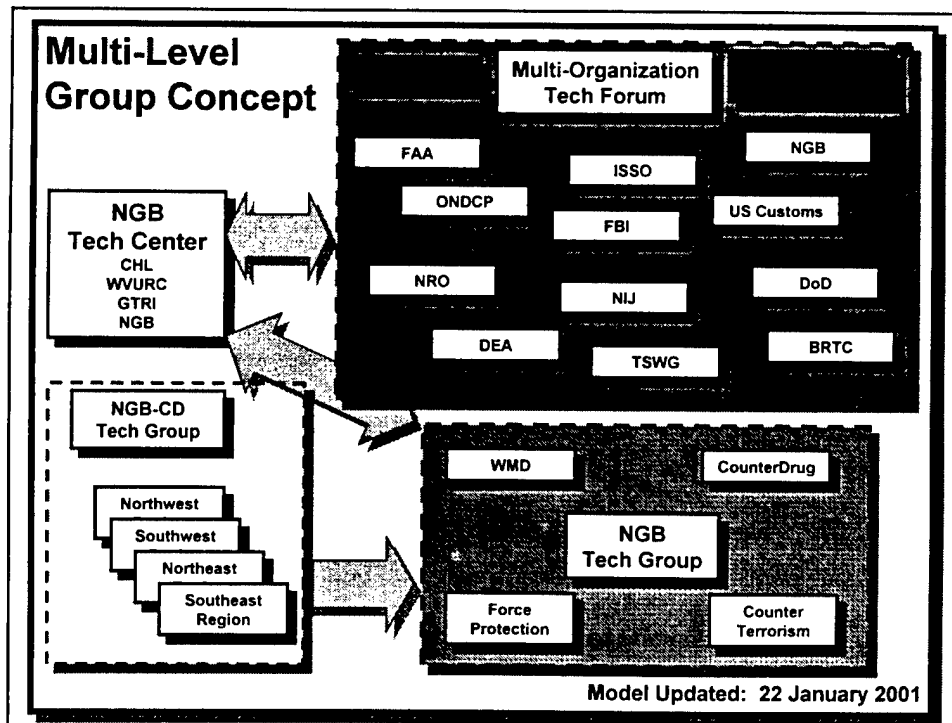 Multi-Level
Group Concept
Multi-Organization
Tech Forum
FAA
ISSO
NGB
ONDCP
FBI
US Customs
NRO
NIJ
DoD
DEA
TSWG
BRTC
NGB
Tech Center
CHL
WVURC
GTRI
NGB
NGB-CD
Tech Group
Northwest
Southwest
Northeast
Southeast
Region
WMD
CounterDrug
NGB
Tech Group
Force
Protection
Counter
Terrorism
Model Updated: 22 January 2001